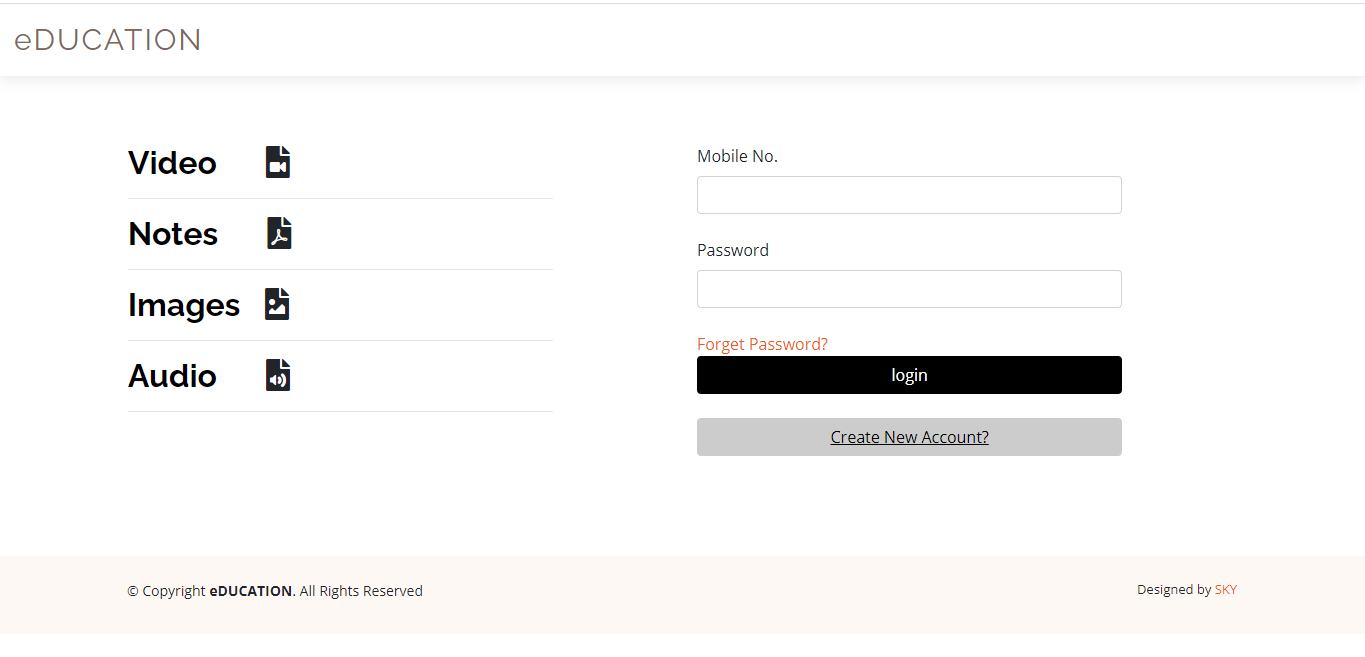 eDUCATION
Video
Notes
Images
Audio
Mobile No.
Password
Forget Password?
login
Create New Account?
© Copyright eDUCATION. All Rights Reserved
Designed by SKY